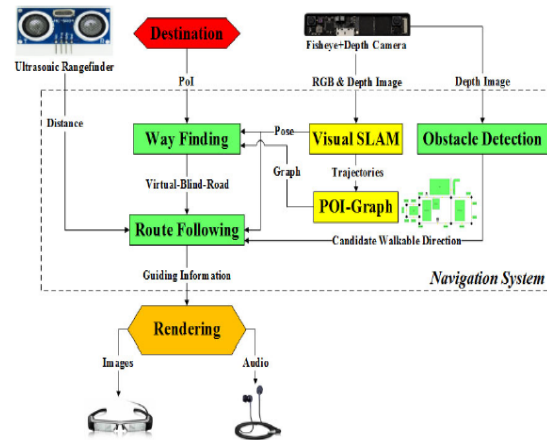 Ultrasonic Rangefinder
Destination
Fisheye+Depth Camera
PoI
RGB & Depth Image
Depth Image
Distance
Way Finding
Pose
Visual SLAM
Obstacle Detection
Graph
Trajectories
Virtual-Blind-Road
POI-Graph
Route Following
Candidate Walkable Direction
Guiding Information
Navigation System
Rendering
Images
Audio